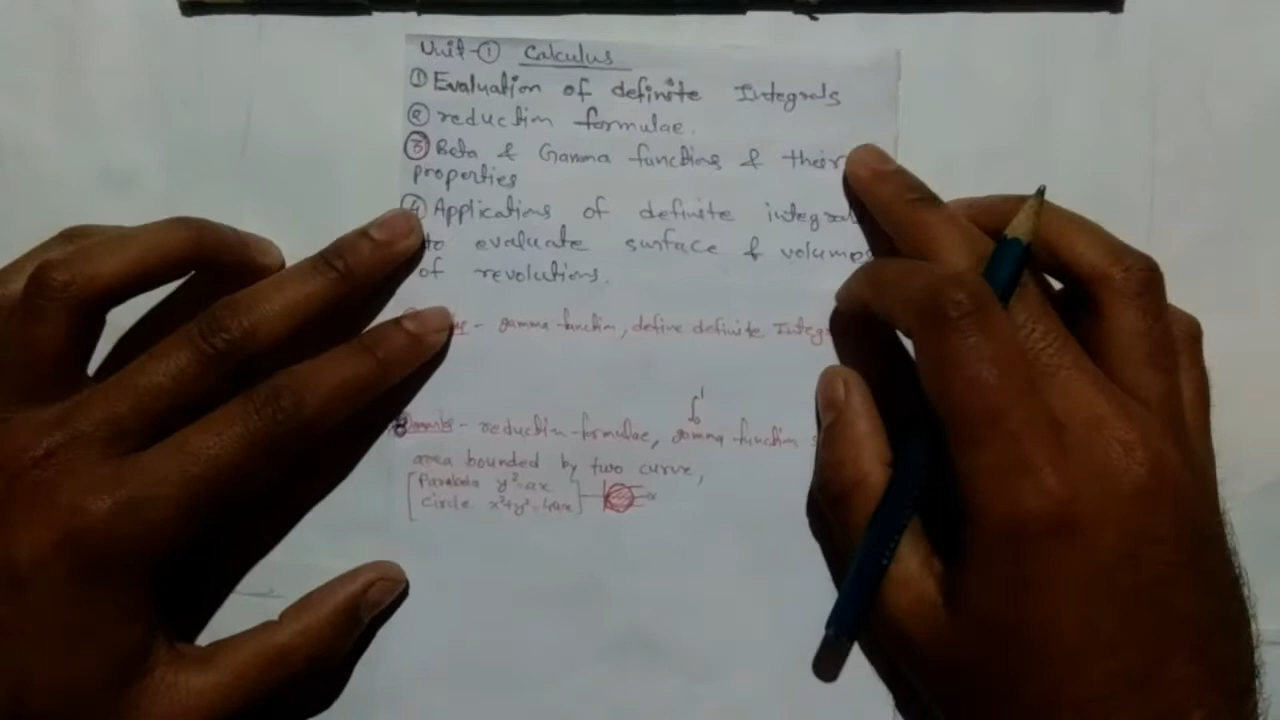 Unit-① Calculus
① Evaluation of definite Integrals
② reduction formulae.
③ Beta & Gamma functions & their
properties
④ Applications of definite integral
to evaluate surface & volumes
of revolutions.
- gamma function, define definite Integ
∫₀¹
- reduction formulae, gamma function
area bounded by two curve,
Parabola y²=ax
Circle x²+y²=4ax
x